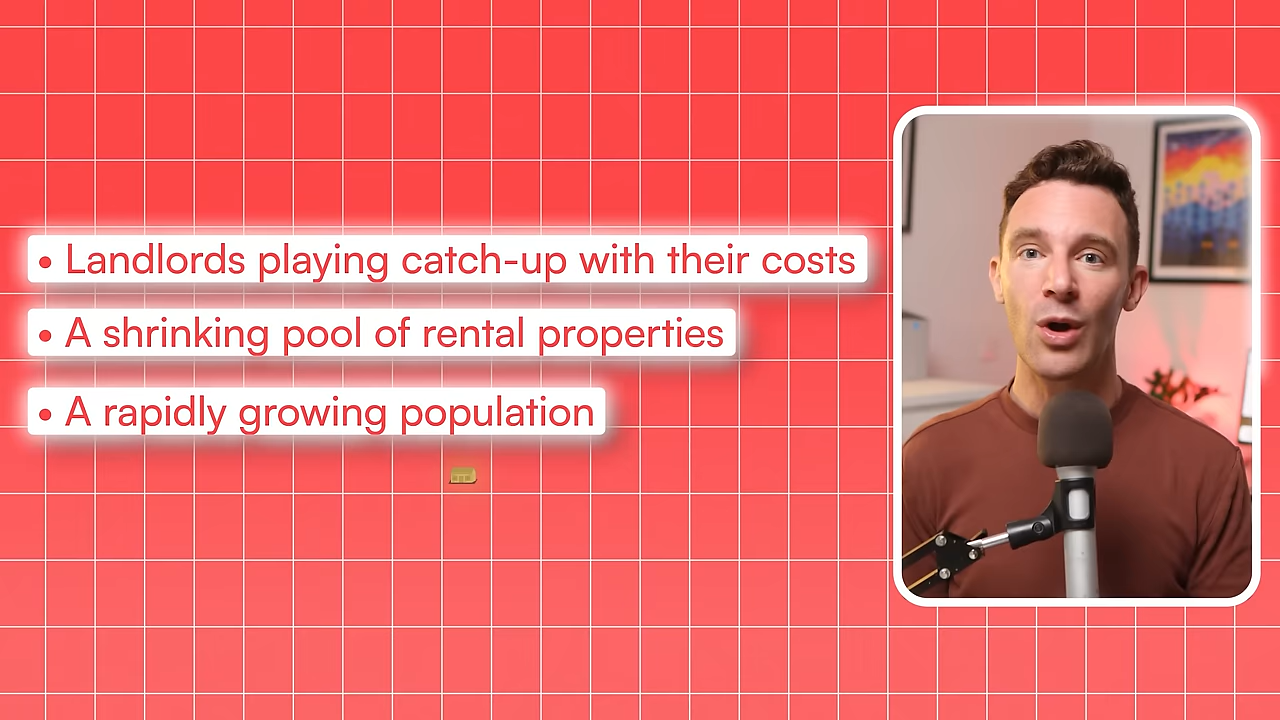 • Landlords playing catch-up with their costs
• A shrinking pool of rental properties
• A rapidly growing population